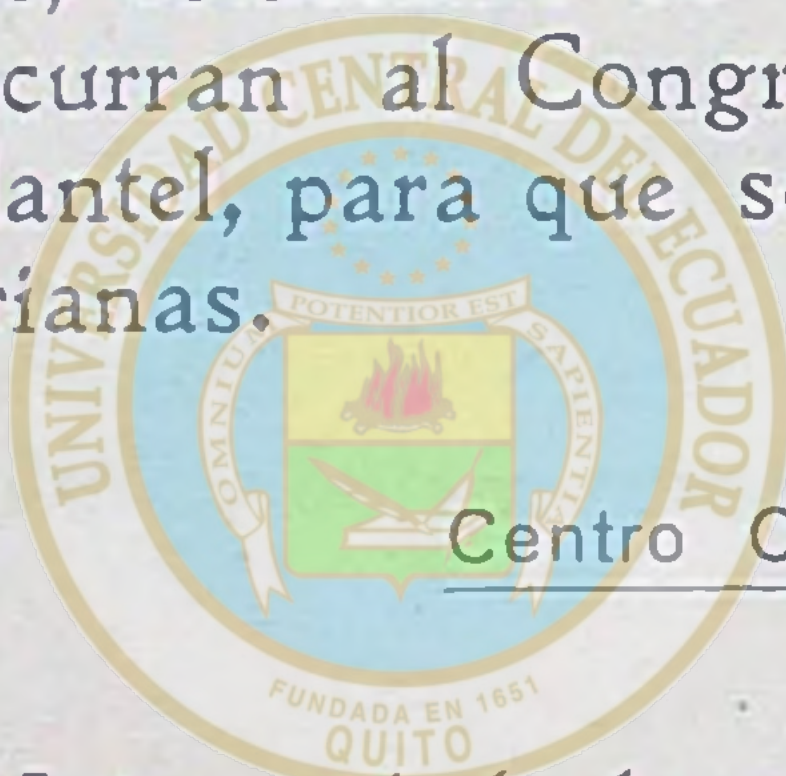 curran al Congr
antel, para que s
rianas.
Centro
UNIVERSIDAD CENTRAL DEL ECUADOR
OMNIUM POTENTIOR EST SAPIENTIA
FUNDADA EN 1651
QUITO